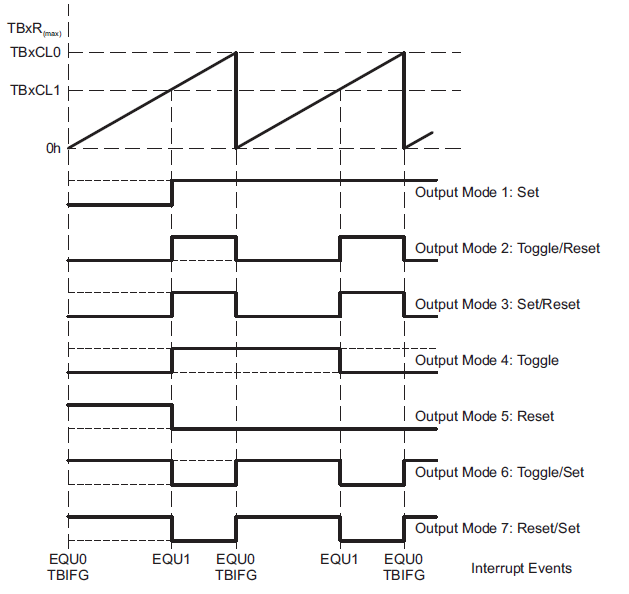 TBxR(max)
TBxCL0
TBxCL1
0h
Output Mode 1: Set
Output Mode 2: Toggle/Reset
Output Mode 3: Set/Reset
Output Mode 4: Toggle
Output Mode 5: Reset
Output Mode 6: Toggle/Set
Output Mode 7: Reset/Set
EQU0 EQU1 EQU0 EQU1 EQU0
TBIFG TBIFG TBIFG
Interrupt Events